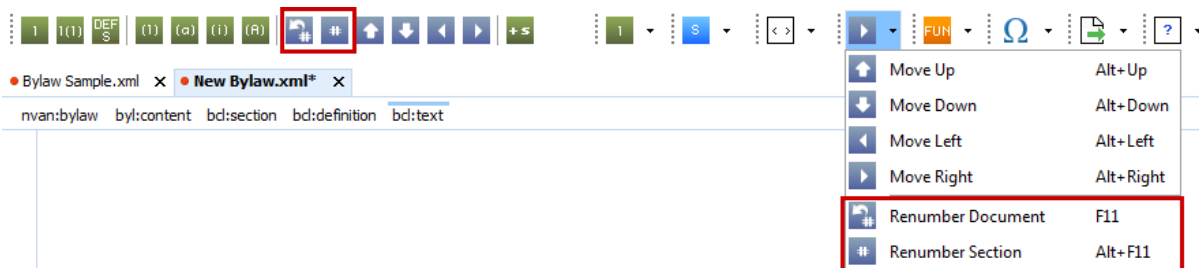 1 1(1) DEF S (1) (a) (i) (A) # # +s 1 S < > FUN Ω ?
Bylaw Sample.xml X New Bylaw.xml* X
nvan:bylaw byl:content bcl:section bcl:definition bcl:text
Move Up Alt+Up
Move Down Alt+Down
Move Left Alt+Left
Move Right Alt+Right
# Renumber Document F11
# Renumber Section Alt+F11